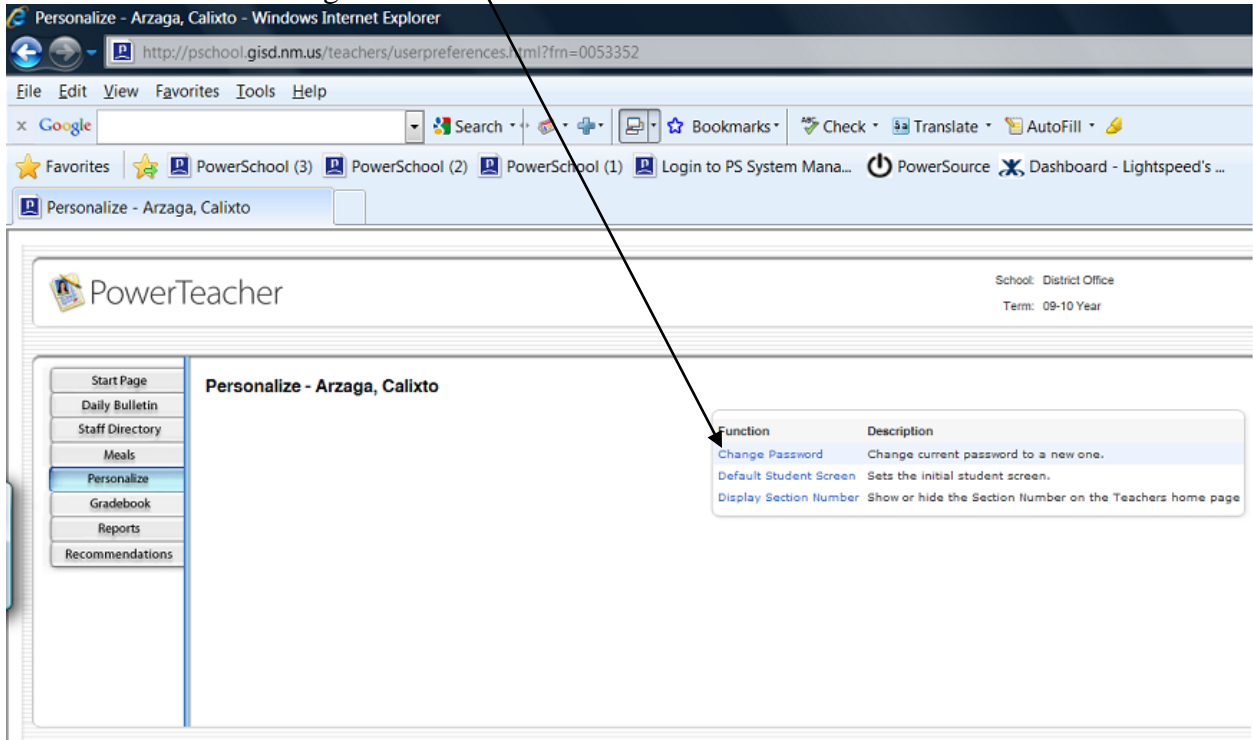 Personalize - Arzaga, Calixto - Windows Internet Explorer
http://pschool.gisd.nm.us/teachers/userpreferences.html?frn=0053352
File Edit View Favorites Tools Help
x Google Search Bookmarks Check Translate AutoFill
Favorites PowerSchool (3) PowerSchool (2) PowerSchool (1) Login to PS System Mana... PowerSource Dashboard - Lightspeed's ...
Personalize - Arzaga, Calixto
PowerTeacher
School: District Office
Term: 09-10 Year
Start Page
Daily Bulletin
Staff Directory
Meals
Personalize
Gradebook
Reports
Recommendations
Personalize - Arzaga, Calixto
Function Description
Change Password Change current password to a new one.
Default Student Screen Sets the initial student screen.
Display Section Number Show or hide the Section Number on the Teachers home page